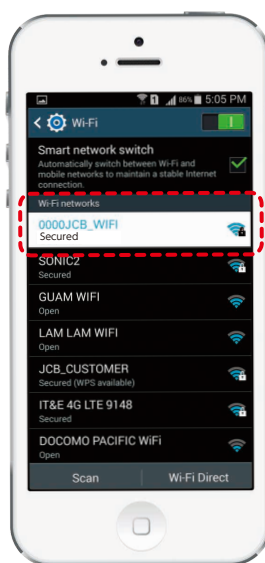 1 86% 5:05 PM
Wi-Fi
Smart network switch
Automatically switch between Wi-Fi and
mobile networks to maintain a stable Internet
connection.
Wi-Fi networks
0000JCB_WIFI
Secured
SONIC2
Secured
GUAM WIFI
Open
LAM LAM WIFI
Open
JCB_CUSTOMER
Secured (WPS available)
IT&E 4G LTE 9148
Secured
DOCOMO PACIFIC WiFi
Open
Scan Wi-Fi Direct